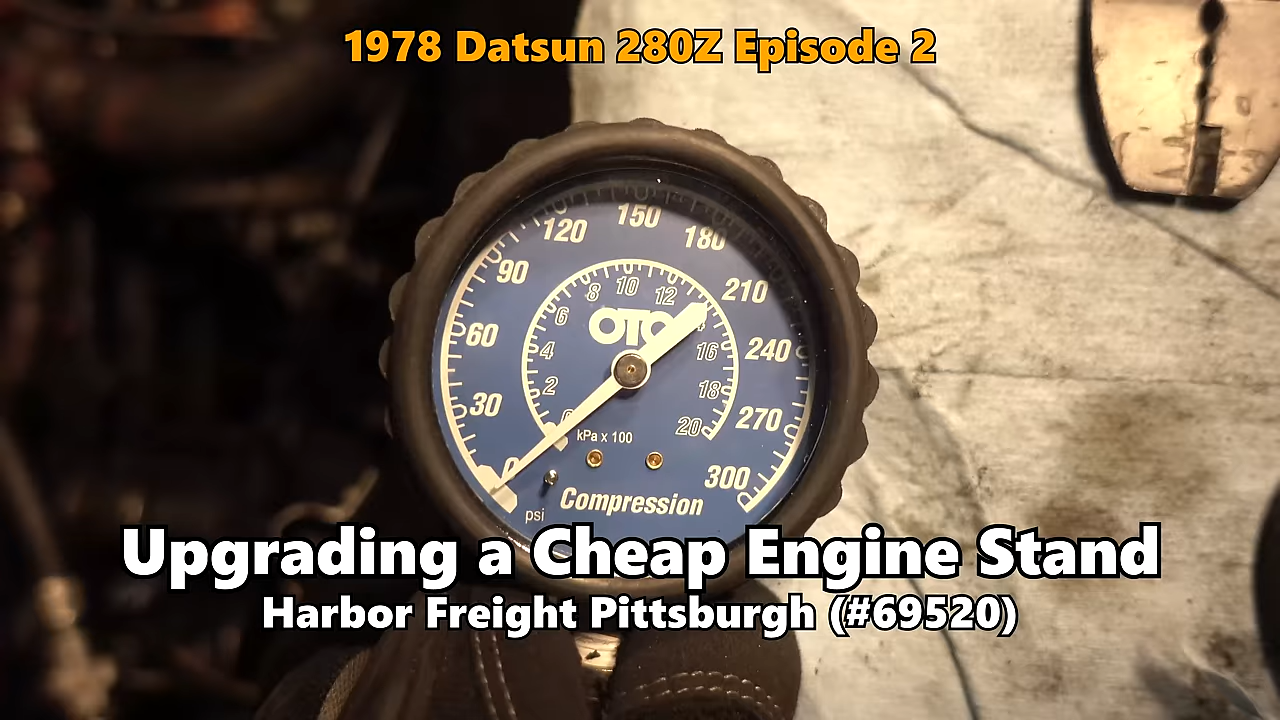 1978 Datsun 280Z Episode 2
150
120 180
90 210
60 240
30 270
0 300
8 10 12
6
4 16
2 18
20
OTC
kPa x 100
Compression
psi
Upgrading a Cheap Engine Stand
Harbor Freight Pittsburgh (#69520)